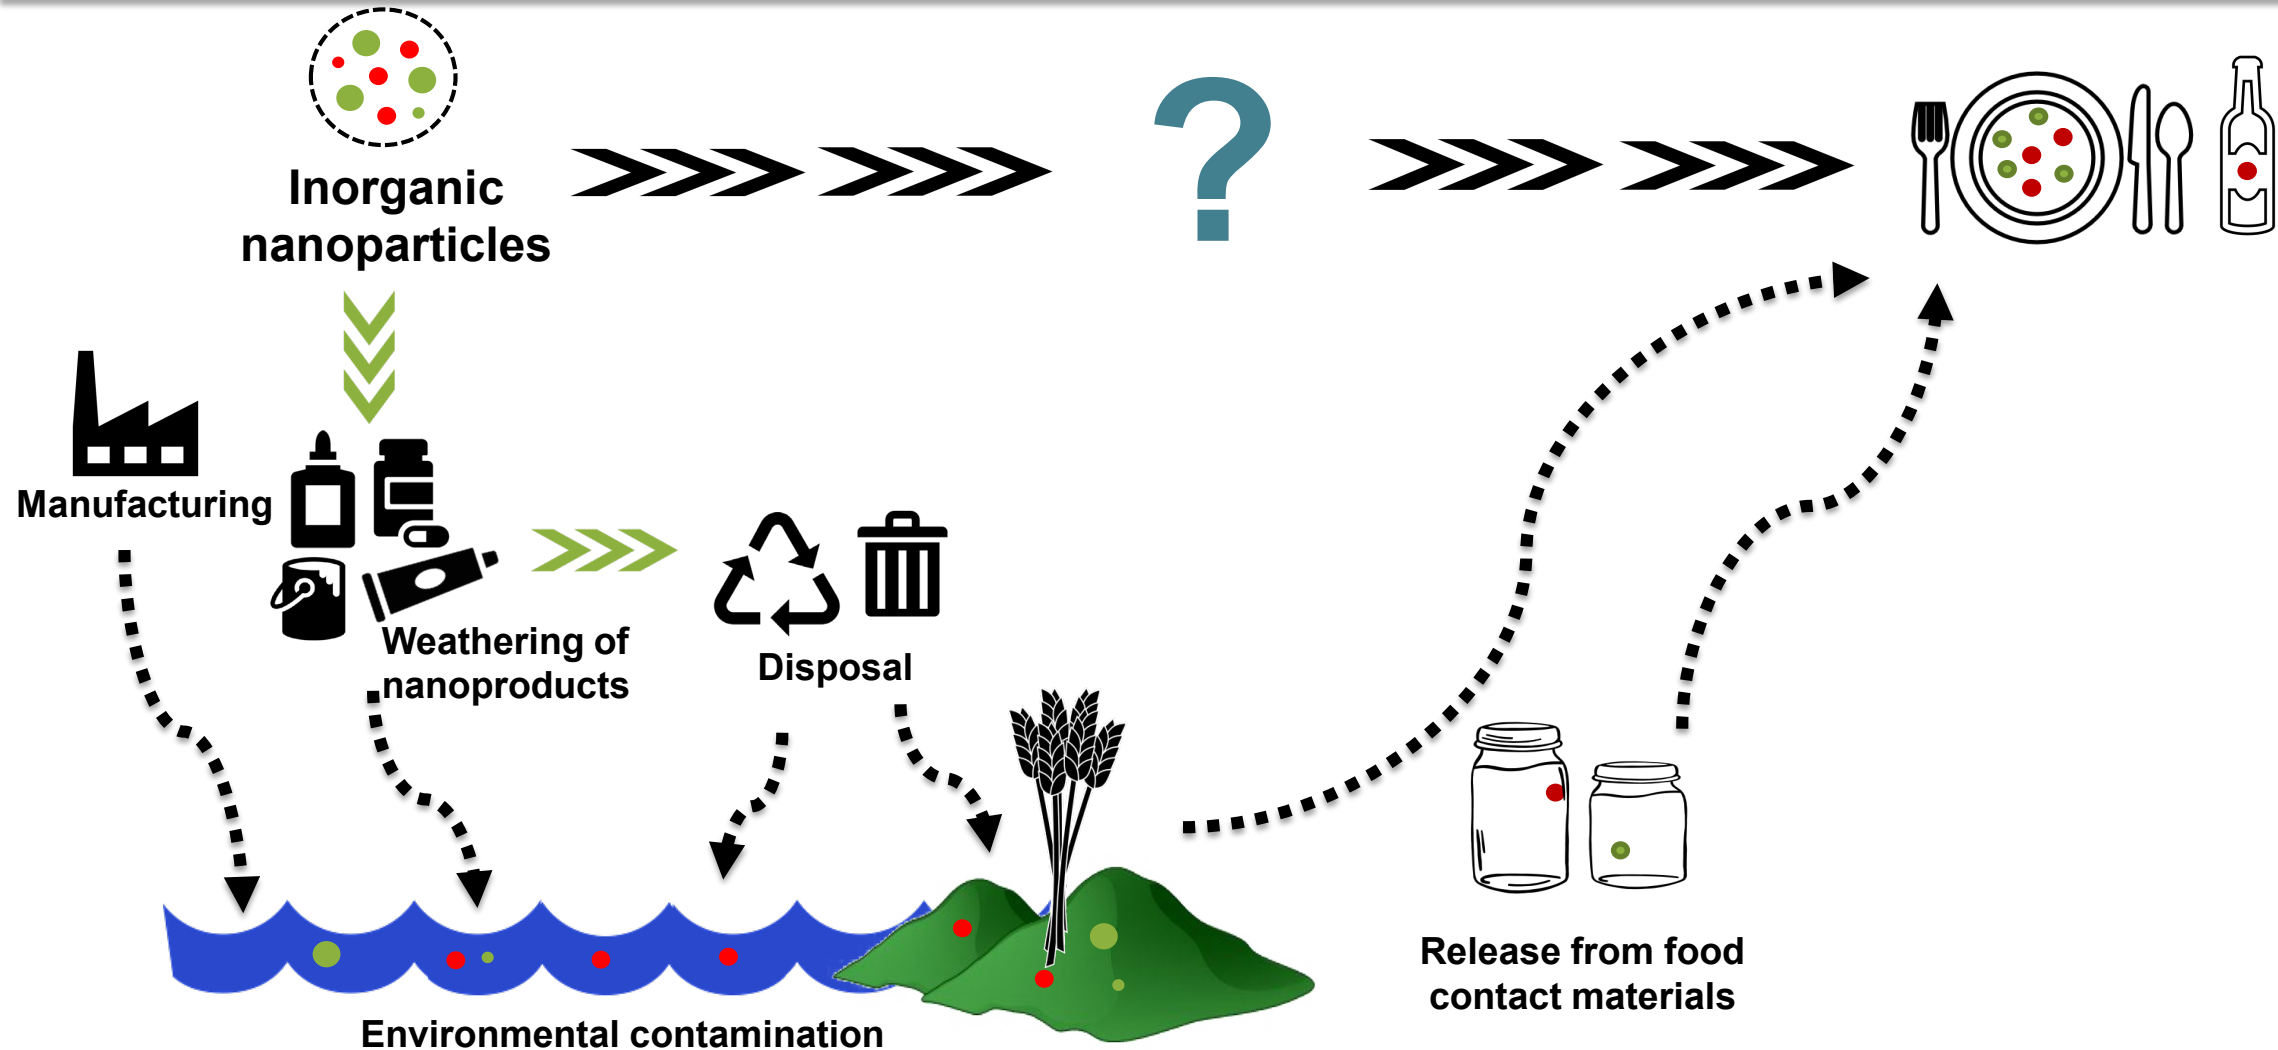 Inorganic
nanoparticles
?
Manufacturing
Weathering of
nanoproducts
Disposal
Release from food
contact materials
Environmental contamination